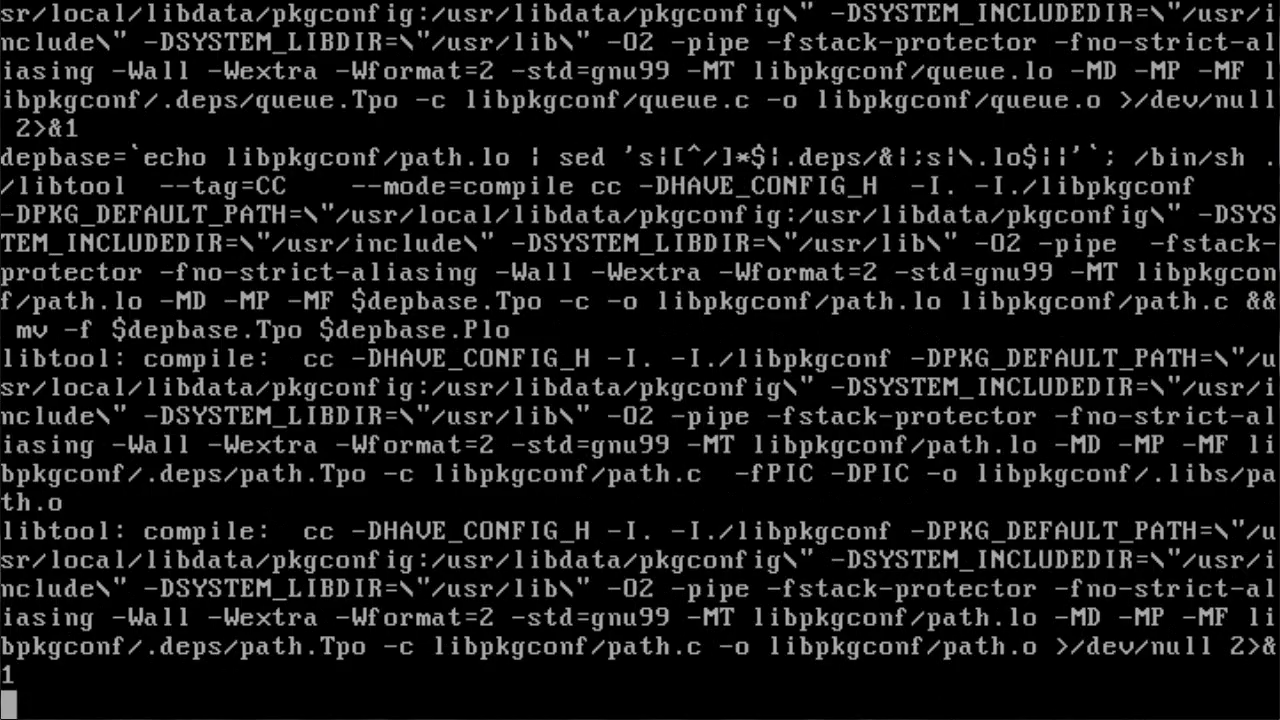 sr/local/libdata/pkgconfig:/usr/libdata/pkgconfig\" -DSYSTEM_INCLUDEDIR=\"/usr/i
nclude\" -DSYSTEM_LIBDIR=\"/usr/lib\" -O2 -pipe -fstack-protector -fno-strict-al
iasing -Wall -Wextra -Wformat=2 -std=gnu99 -MT libpkgconf/queue.lo -MD -MP -MF l
ibpkgconf/.deps/queue.Tpo -c libpkgconf/queue.c -o libpkgconf/queue.o >/dev/null
 2>&1
depbase=`echo libpkgconf/path.lo | sed 's|[^/]*$|.deps/&|;s|\.lo$||'`; /bin/sh .
/libtool  --tag=CC    --mode=compile cc -DHAVE_CONFIG_H  -I. -I./libpkgconf
-DPKG_DEFAULT_PATH=\"/usr/local/libdata/pkgconfig:/usr/libdata/pkgconfig\" -DSYS
TEM_INCLUDEDIR=\"/usr/include\" -DSYSTEM_LIBDIR=\"/usr/lib\" -O2 -pipe  -fstack-
protector -fno-strict-aliasing -Wall -Wextra -Wformat=2 -std=gnu99 -MT libpkgcon
f/path.lo -MD -MP -MF $depbase.Tpo -c -o libpkgconf/path.lo libpkgconf/path.c &&
 mv -f $depbase.Tpo $depbase.Plo
libtool: compile:  cc -DHAVE_CONFIG_H -I. -I./libpkgconf -DPKG_DEFAULT_PATH=\"/u
sr/local/libdata/pkgconfig:/usr/libdata/pkgconfig\" -DSYSTEM_INCLUDEDIR=\"/usr/i
nclude\" -DSYSTEM_LIBDIR=\"/usr/lib\" -O2 -pipe -fstack-protector -fno-strict-al
iasing -Wall -Wextra -Wformat=2 -std=gnu99 -MT libpkgconf/path.lo -MD -MP -MF li
bpkgconf/.deps/path.Tpo -c libpkgconf/path.c  -fPIC -DPIC -o libpkgconf/.libs/pa
th.o
libtool: compile:  cc -DHAVE_CONFIG_H -I. -I./libpkgconf -DPKG_DEFAULT_PATH=\"/u
sr/local/libdata/pkgconfig:/usr/libdata/pkgconfig\" -DSYSTEM_INCLUDEDIR=\"/usr/i
nclude\" -DSYSTEM_LIBDIR=\"/usr/lib\" -O2 -pipe -fstack-protector -fno-strict-al
iasing -Wall -Wextra -Wformat=2 -std=gnu99 -MT libpkgconf/path.lo -MD -MP -MF li
bpkgconf/.deps/path.Tpo -c libpkgconf/path.c -o libpkgconf/path.o >/dev/null 2>&
1